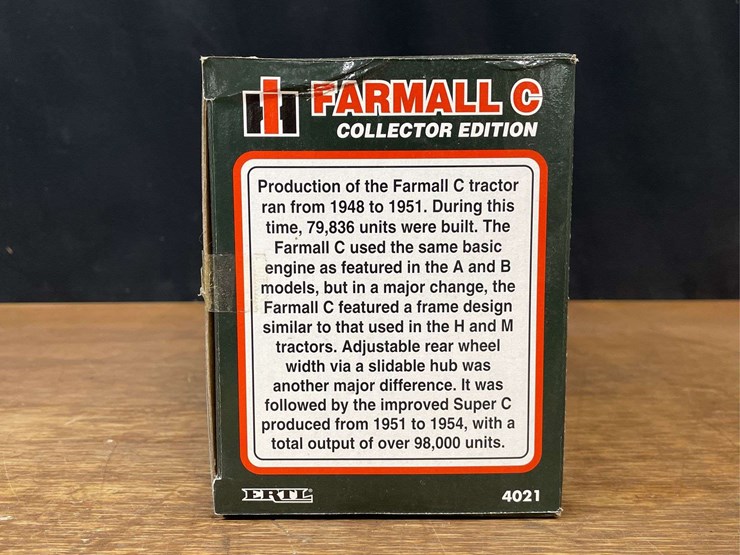 IH FARMALL C
COLLECTOR EDITION
Production of the Farmall C tractor
ran from 1948 to 1951. During this
time, 79,836 units were built. The
Farmall C used the same basic
engine as featured in the A and B
models, but in a major change, the
Farmall C featured a frame design
similar to that used in the H and M
tractors. Adjustable rear wheel
width via a slidable hub was
another major difference. It was
followed by the improved Super C
produced from 1951 to 1954, with a
total output of over 98,000 units.
ERTL 4021